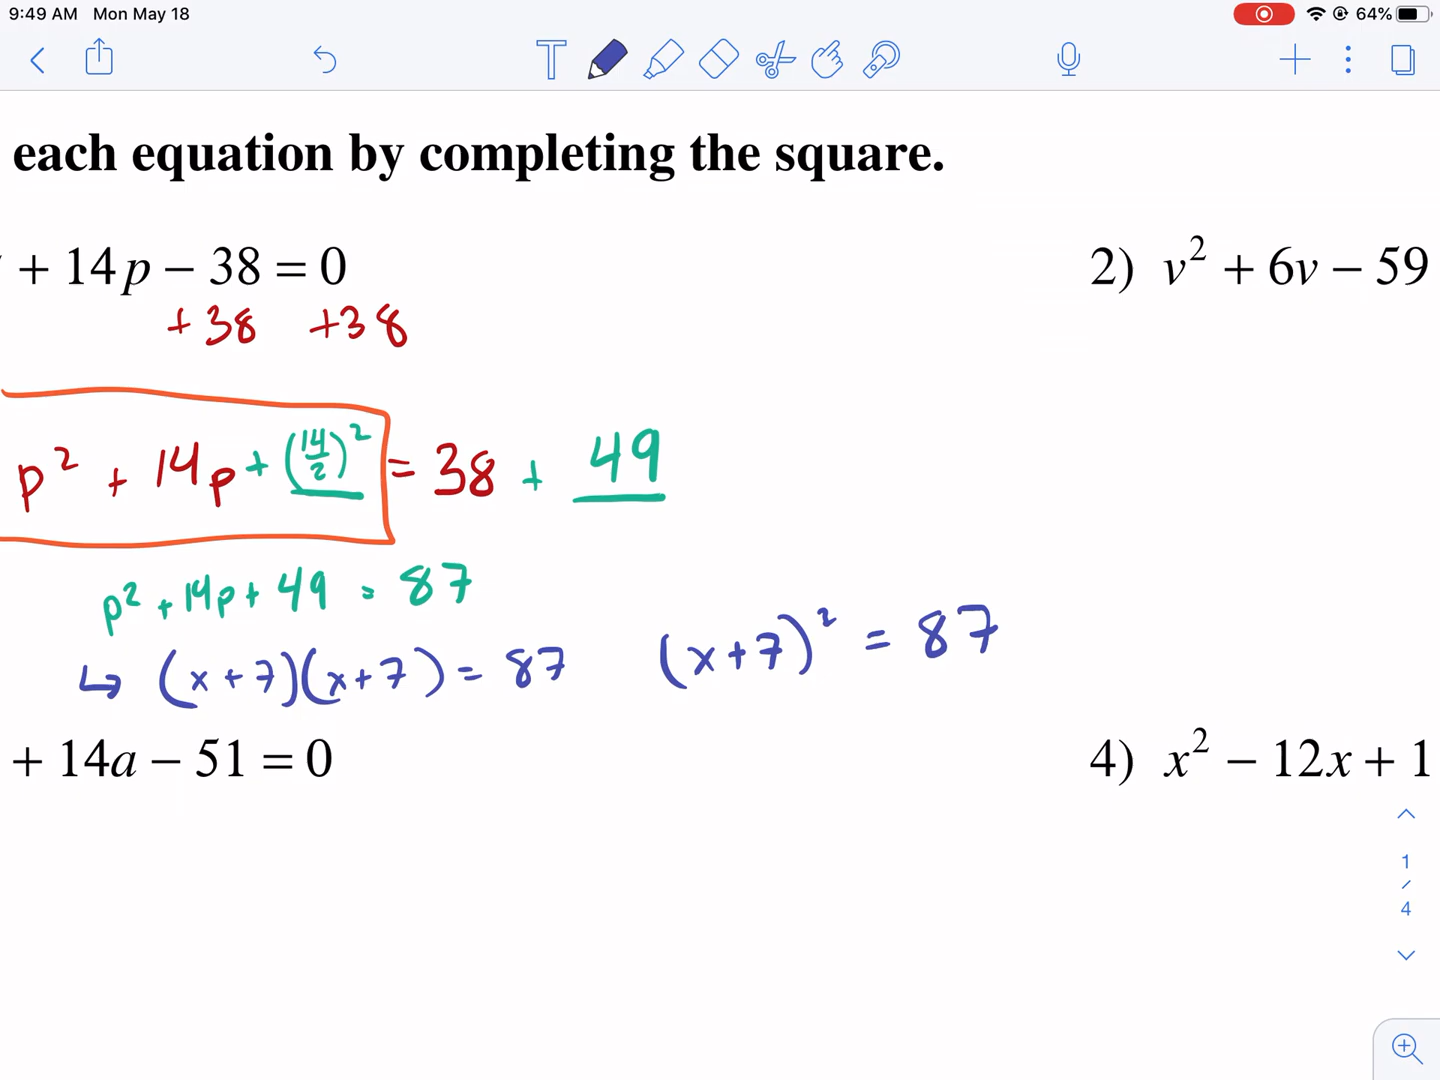 9:49 AM Mon May 18
64%
T
each equation by completing the square.
+ 14p − 38 = 0
+38 +38
2) v² + 6v − 59
p² + 14p + (14/2)² = 38 + 49
p² + 14p + 49 = 87
↳ (x+7)(x+7) = 87
(x+7)² = 87
+ 14a − 51 = 0
4) x² − 12x + 1
1
/
4